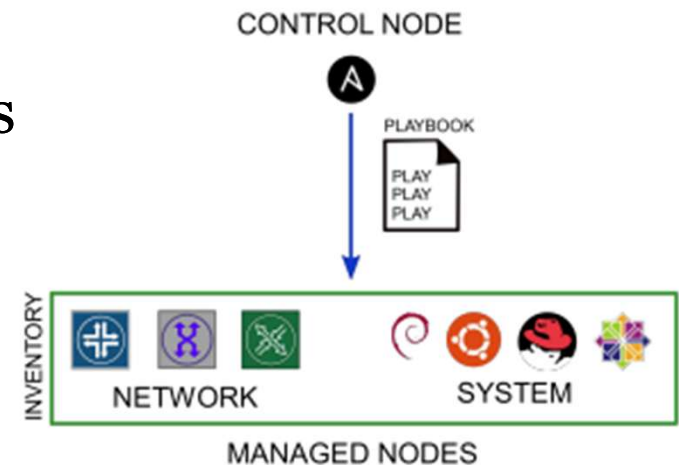 CONTROL NODE
s
PLAYBOOK
PLAY
PLAY
PLAY
INVENTORY
NETWORK
SYSTEM
MANAGED NODES